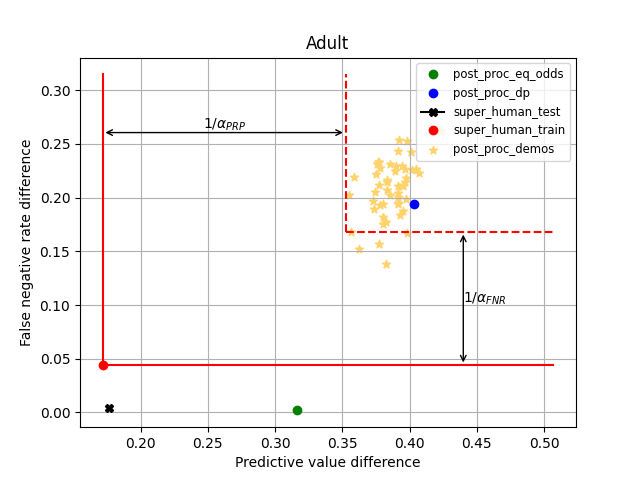 Adult
post_proc_eq_odds
post_proc_dp
super_human_test
super_human_train
post_proc_demos
1/α_PRP
1/α_FNR
False negative rate difference
0.30
0.25
0.20
0.15
0.10
0.05
0.00
0.20 0.25 0.30 0.35 0.40 0.45 0.50
Predictive value difference